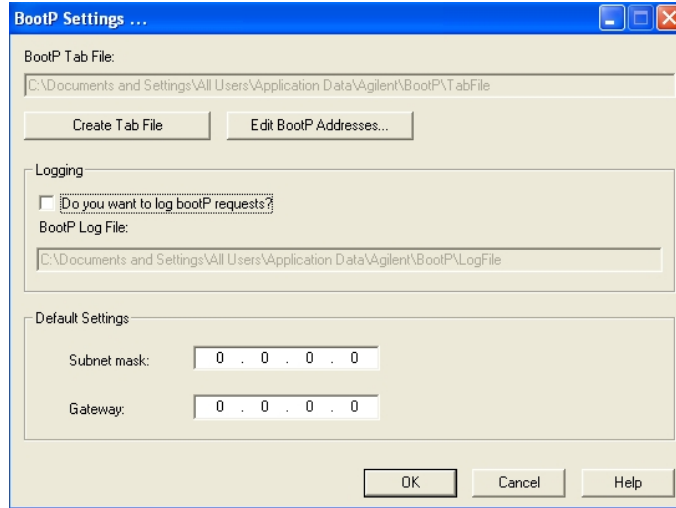 BootP Settings ...
BootP Tab File:
C:\Documents and Settings\All Users\Application Data\Agilent\BootP\TabFile
Create Tab File
Edit BootP Addresses...
Logging
Do you want to log bootP requests?
BootP Log File:
C:\Documents and Settings\All Users\Application Data\Agilent\BootP\LogFile
Default Settings
Subnet mask: 0 . 0 . 0 . 0
Gateway: 0 . 0 . 0 . 0
OK Cancel Help